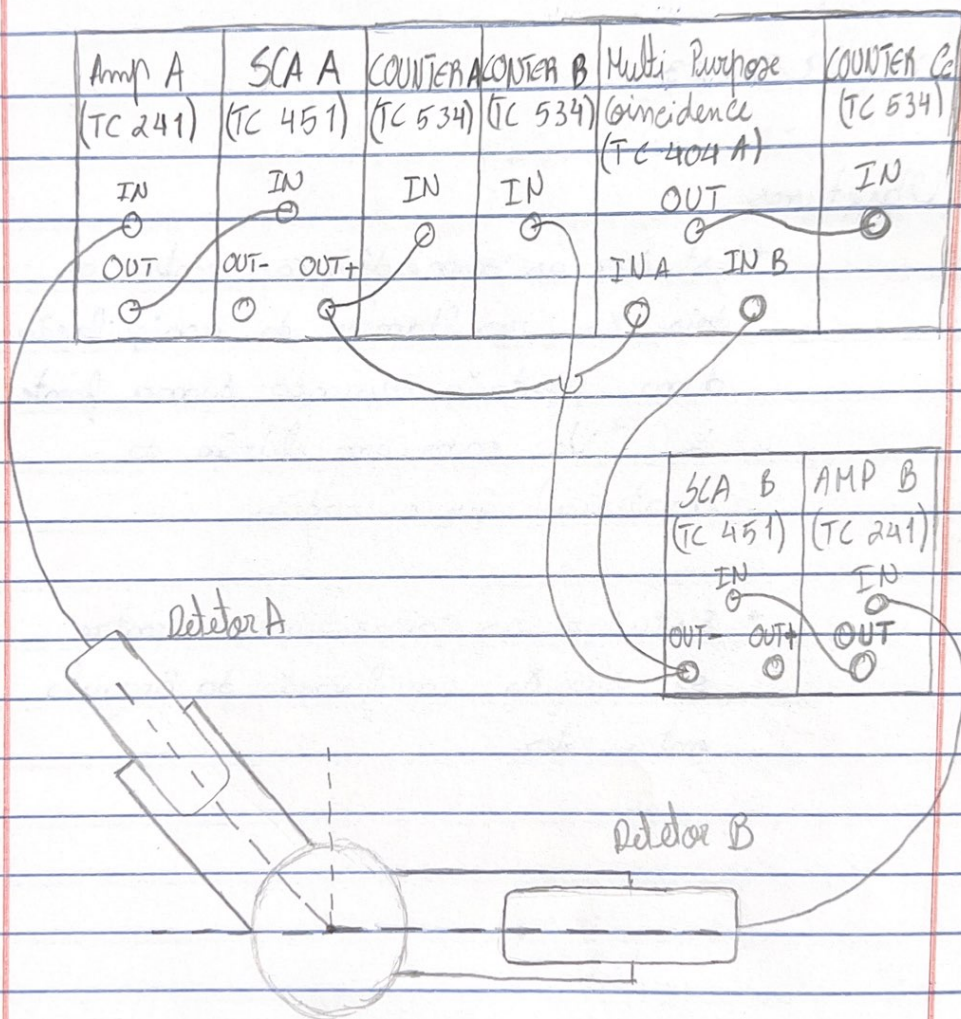 Amp A
(TC 241)
IN
OUT
SCA A
(TC 451)
IN
OUT- OUT+
COUNTER A
(TC 534)
IN
CONTER B
(TC 534)
IN
Multi Purpose
Coincidence
(TC 404 A)
OUT
IN A IN B
COUNTER
(TC 534)
IN
SCA B
(TC 451)
IN
OUT- OUT+
AMP B
(TC 241)
IN
OUT
Detetor A
Detetor B